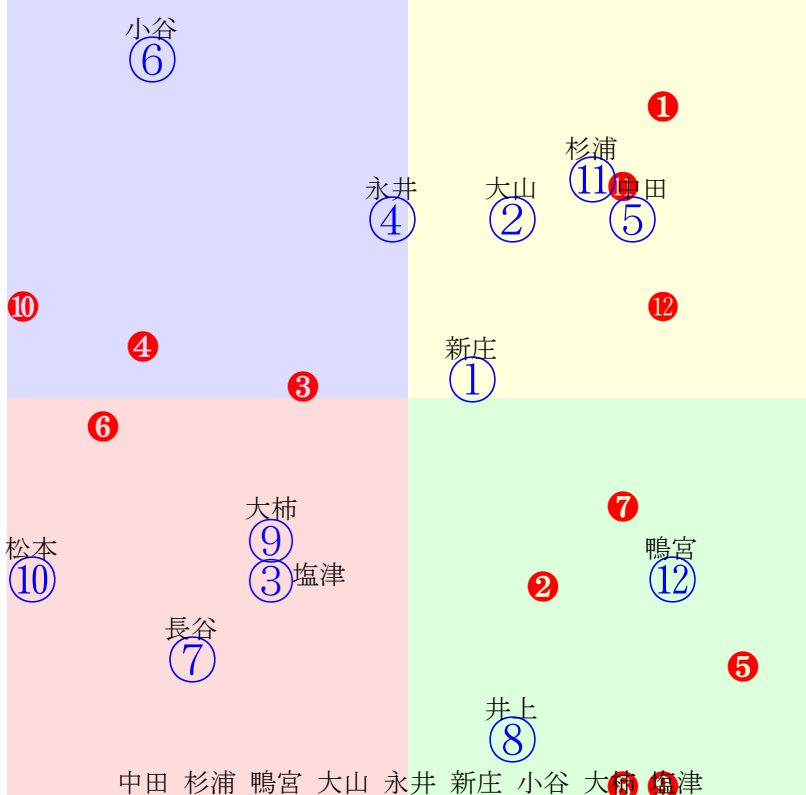 小谷
⑥
❶
杉浦
⑪
永井
④
大山
②
中田
⑤
❿
⓬
❹
新庄
①
❸
❻
❼
大柿
⑨
松本
⑩
③塩津
鴨宮
⑫
❷
長谷
⑦
❺
井上
⑧
中田 杉浦 鴨宮 大山 永井 新庄 小谷 大柿 塩津